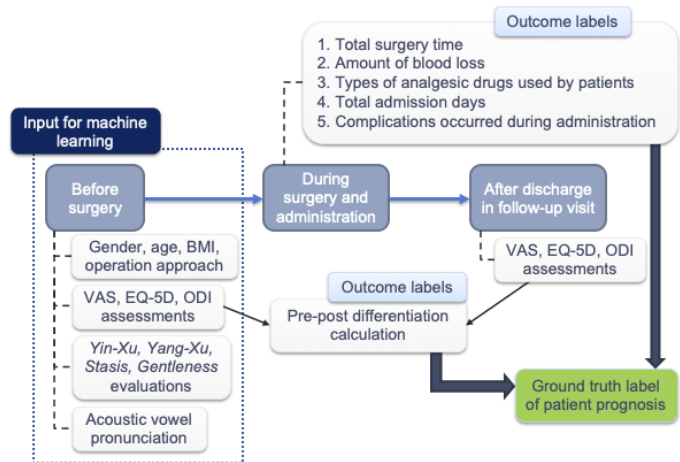 Outcome labels
1. Total surgery time
2. Amount of blood loss
3. Types of analgesic drugs used by patients
4. Total admission days
5. Complications occurred during administration
Input for machine
learning
Before
surgery
During
surgery and
administration
After discharge
in follow-up visit
Gender, age, BMI,
operation approach
VAS, EQ-5D, ODI
assessments
Yin-Xu, Yang-Xu,
Stasis, Gentleness
evaluations
Acoustic vowel
pronunciation
Outcome labels
Pre-post differentiation
calculation
VAS, EQ-5D, ODI
assessments
Ground truth label
of patient prognosis